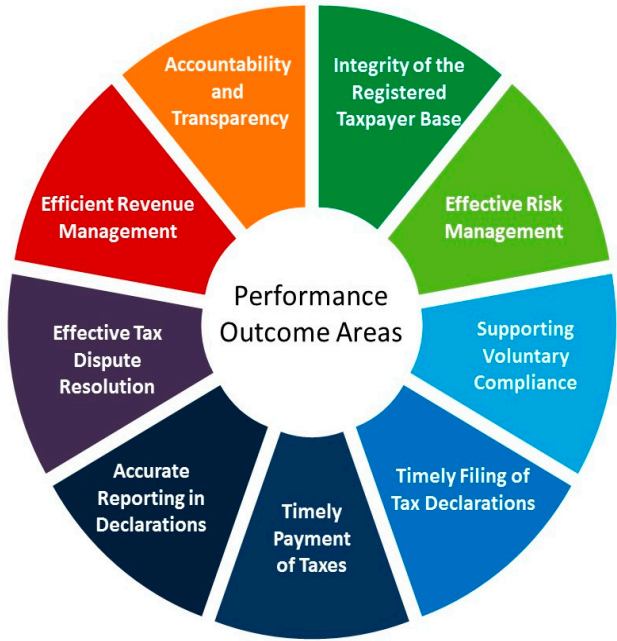 Performance
Outcome Areas
Integrity of the
Registered
Taxpayer Base
Effective Risk
Management
Supporting
Voluntary
Compliance
Timely Filing of
Tax Declarations
Timely
Payment
of Taxes
Accurate
Reporting in
Declarations
Effective Tax
Dispute
Resolution
Efficient Revenue
Management
Accountability
and
Transparency